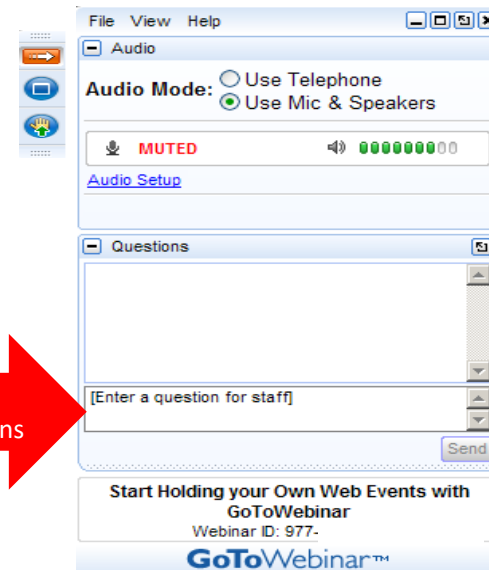 File View Help
Audio
Audio Mode: Use Telephone
Use Mic & Speakers
MUTED
Audio Setup
Questions
[Enter a question for staff]
Send
Start Holding your Own Web Events with
GoToWebinar
Webinar ID: 977-
GoToWebinar™